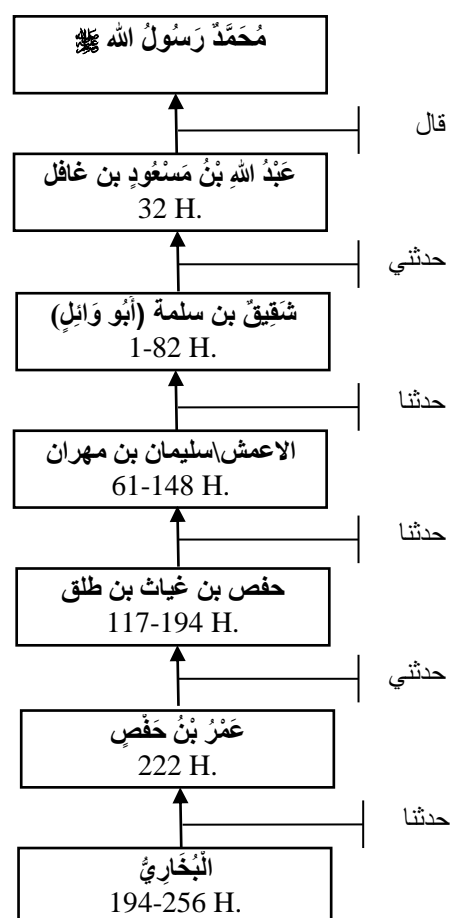 مُحَمَّدٌ رَسُولُ الله ﷺ
قال
عَبْدُ اللهِ بْنُ مَسْعُودٍ بن غافل
32 H.
حدثني
شَقِيقٌ بن سلمة (أَبُو وَائِلٍ)
1-82 H.
حدثنا
الاعمش\سليمان بن مهران
61-148 H.
حدثنا
حفص بن غياث بن طلق
117-194 H.
حدثني
عَمْرُ بْنُ حَفْصٍ
222 H.
حدثنا
الْبُخَارِيُّ
194-256 H.